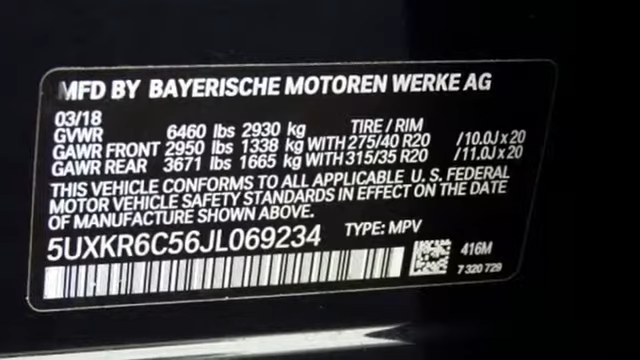 MFD BY BAYERISCHE MOTOREN WERKE AG
03/18
GVWR 6460 lbs 2930 kg TIRE / RIM
GAWR FRONT 2950 lbs 1338 kg WITH 275/40 R20 /10.0J x 20
GAWR REAR 3671 lbs 1665 kg WITH 315/35 R20 /11.0J x 20
THIS VEHICLE CONFORMS TO ALL APPLICABLE U. S. FEDERAL
MOTOR VEHICLE SAFETY STANDARDS IN EFFECT ON THE DATE
OF MANUFACTURE SHOWN ABOVE.
5UXKR6C56JL069234 TYPE: MPV
416M
7 320 729